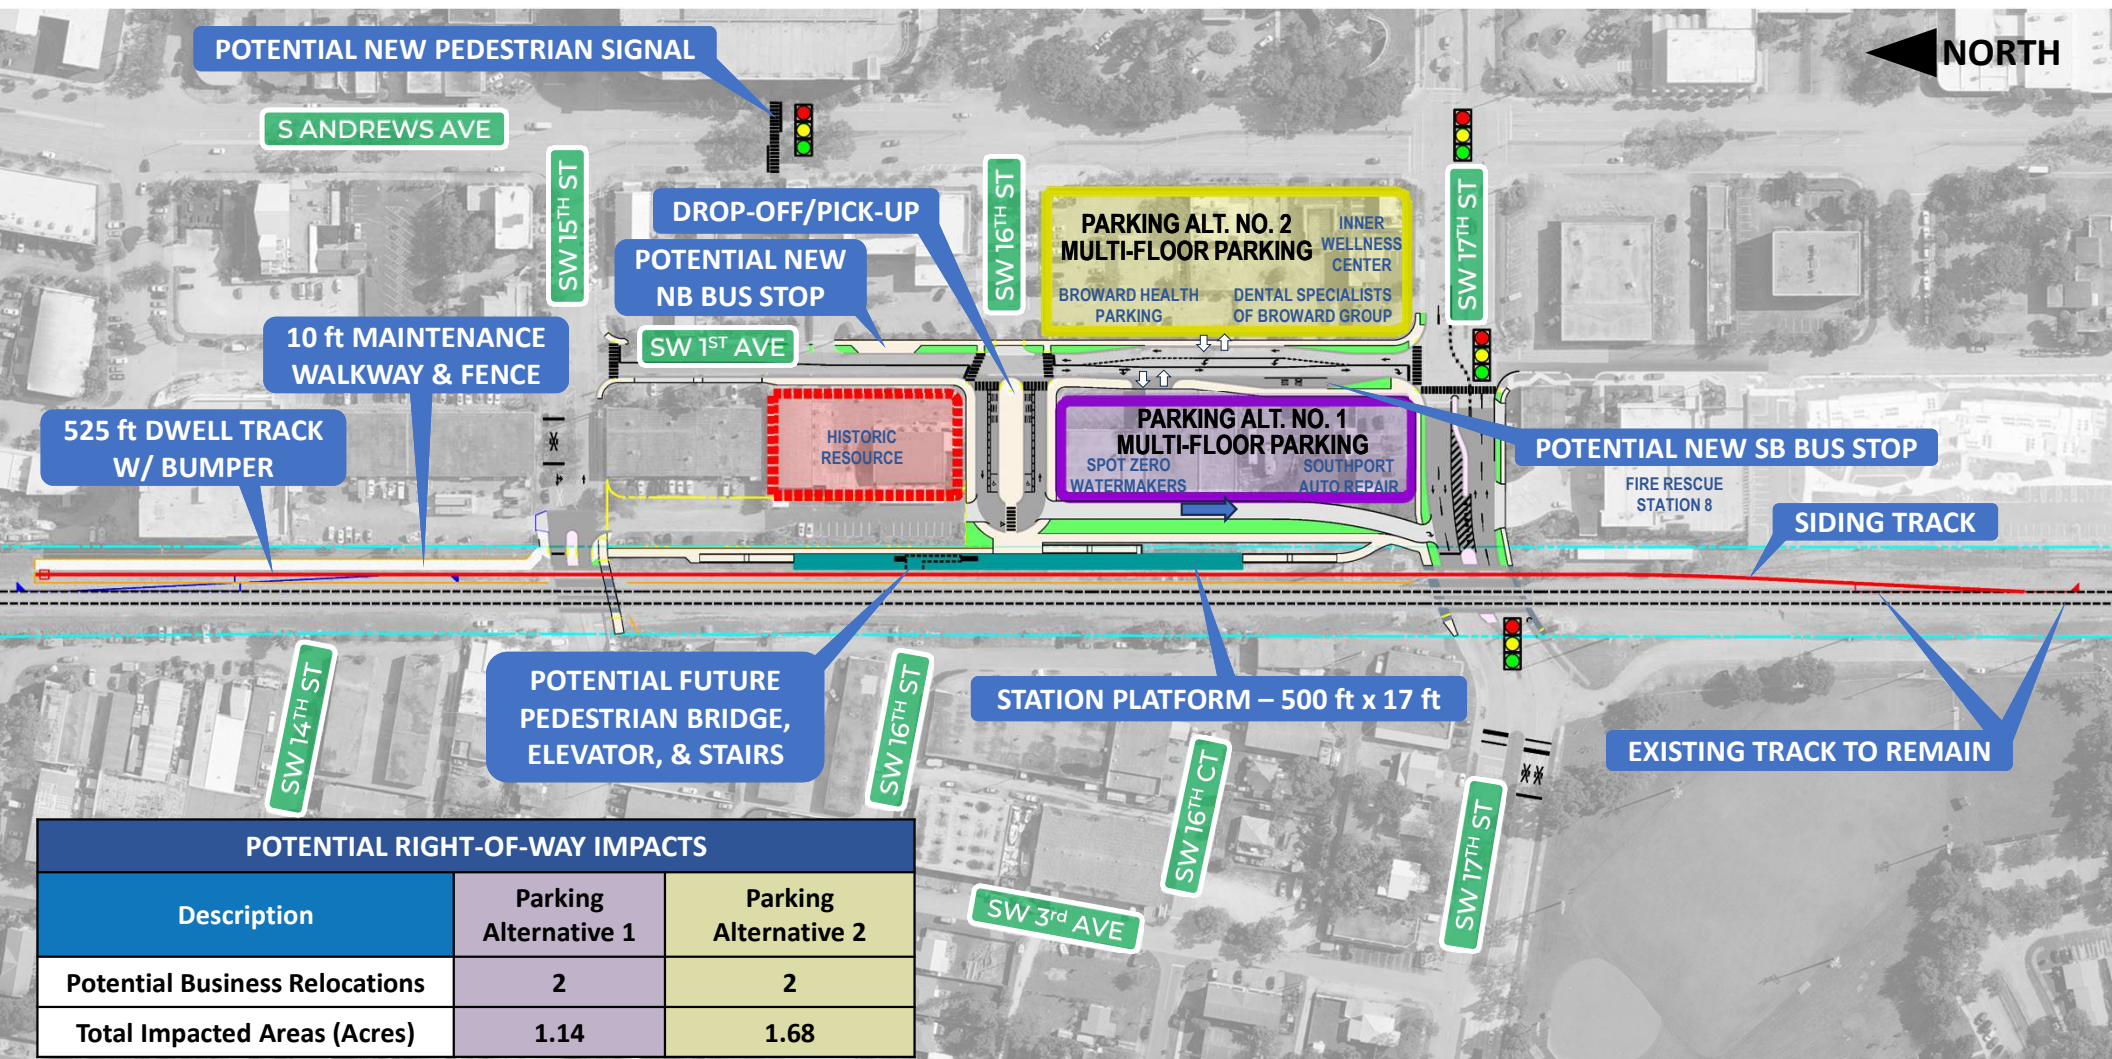 POTENTIAL NEW PEDESTRIAN SIGNAL
NORTH
S ANDREWS AVE
SW 15TH ST
SW 16TH ST
SW 17TH ST
DROP-OFF/PICK-UP
POTENTIAL NEW
NB BUS STOP
PARKING ALT. NO. 2
MULTI-FLOOR PARKING
INNER
WELLNESS
CENTER
BROWARD HEALTH
PARKING
DENTAL SPECIALISTS
OF BROWARD GROUP
10 ft MAINTENANCE
WALKWAY & FENCE
SW 1ST AVE
525 ft DWELL TRACK
W/ BUMPER
HISTORIC
RESOURCE
PARKING ALT. NO. 1
MULTI-FLOOR PARKING
SPOT ZERO
WATERMAKERS
SOUTHPORT
AUTO REPAIR
POTENTIAL NEW SB BUS STOP
FIRE RESCUE
STATION 8
SIDING TRACK
SW 14TH ST
POTENTIAL FUTURE
PEDESTRIAN BRIDGE,
ELEVATOR, & STAIRS
SW 16TH ST
STATION PLATFORM – 500 ft x 17 ft
SW 16TH CT
SW 17TH ST
EXISTING TRACK TO REMAIN
SW 3rd AVE
POTENTIAL RIGHT-OF-WAY IMPACTS
Description
Parking
Alternative 1
Parking
Alternative 2
Potential Business Relocations
2
2
Total Impacted Areas (Acres)
1.14
1.68